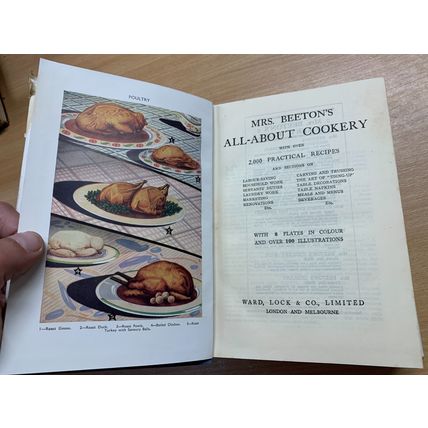 POULTRY
1—Roast Goose. 2—Roast Duck. 3—Roast Fowls. 4—Boiled Chicken. 5—Roast
Turkey with Savoury Balls.
MRS. BEETON'S
ALL-ABOUT COOKERY
WITH OVER
2,000 PRACTICAL RECIPES
AND SECTIONS ON
LABOUR-SAVING
HOUSEHOLD WORK
SERVANTS' DUTIES
LAUNDRY WORK
MARKETING
RENOVATIONS
Etc.
CARVING AND TRUSSING
THE ART OF "USING-UP"
TABLE DECORATIONS
TABLE NAPKINS
MEALS AND MENUS
BEVERAGES
Etc.
WITH 8 PLATES IN COLOUR
AND OVER 100 ILLUSTRATIONS
WARD, LOCK & CO., LIMITED
LONDON AND MELBOURNE